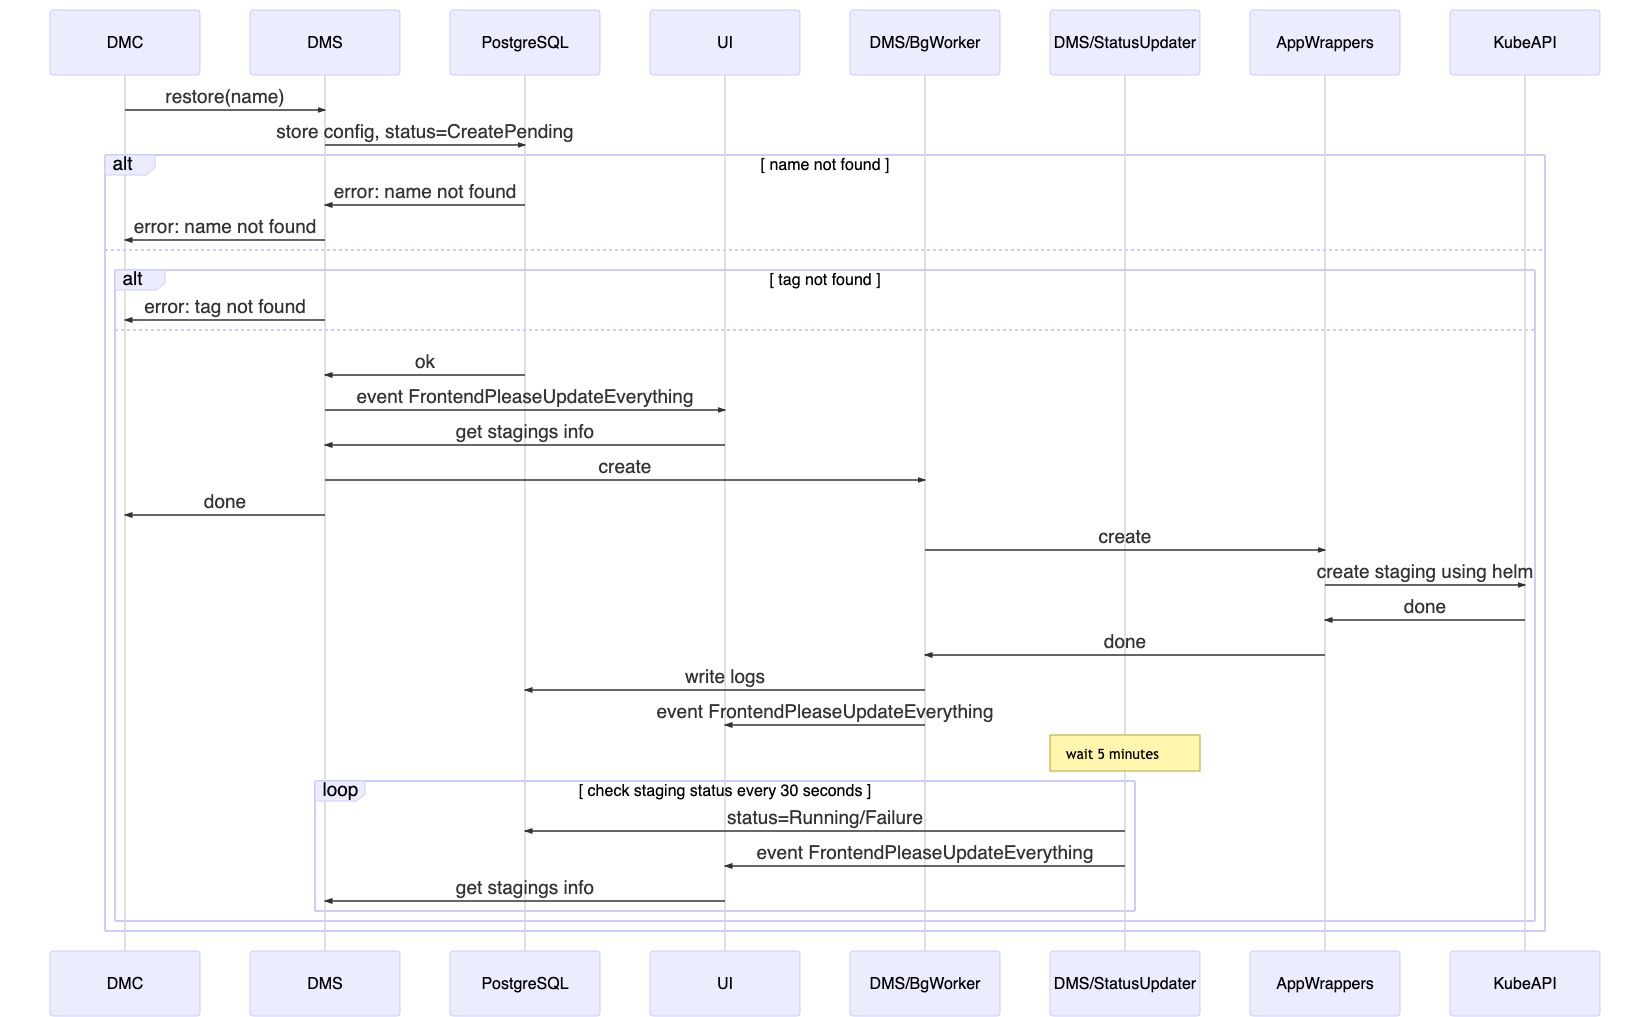 DMC
DMS
PostgreSQL
UI
DMS/BgWorker
DMS/StatusUpdater
AppWrappers
KubeAPI
restore(name)
store config, status=CreatePending
alt
[ name not found ]
error: name not found
error: name not found
alt
[ tag not found ]
error: tag not found
ok
event FrontendPleaseUpdateEverything
get stagings info
create
done
create
create staging using helm
done
done
write logs
event FrontendPleaseUpdateEverything
wait 5 minutes
loop
[ check staging status every 30 seconds ]
status=Running/Failure
event FrontendPleaseUpdateEverything
get stagings info
DMC
DMS
PostgreSQL
UI
DMS/BgWorker
DMS/StatusUpdater
AppWrappers
KubeAPI